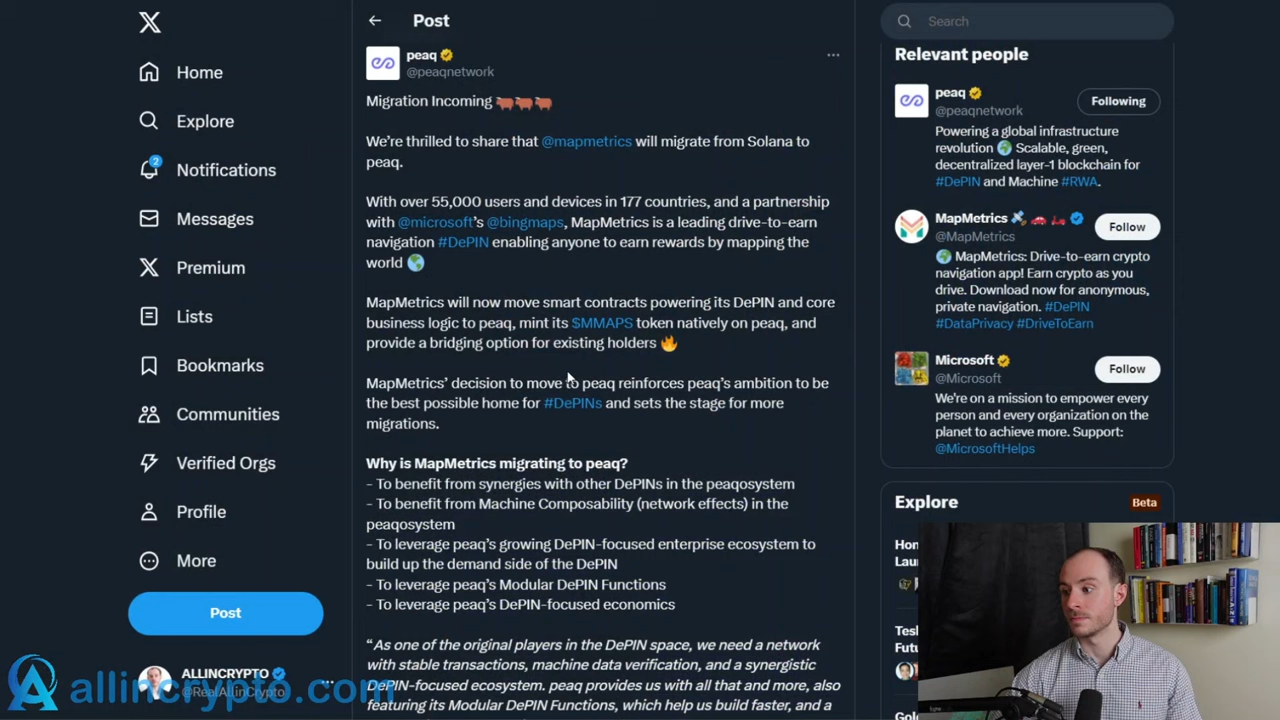 Post
Search
Home
Explore
2
Notifications
Messages
Premium
Lists
Bookmarks
Communities
Verified Orgs
Profile
More
Post
ALLINCRYPTO
@RealAllinCrypto
allincrypto.com
peaq
@peaqnetwork
Migration Incoming
We're thrilled to share that @mapmetrics will migrate from Solana to
peaq.
With over 55,000 users and devices in 177 countries, and a partnership
with @microsoft's @bingmaps, MapMetrics is a leading drive-to-earn
navigation #DePIN enabling anyone to earn rewards by mapping the
world
MapMetrics will now move smart contracts powering its DePIN and core
business logic to peaq, mint its $MMAPS token natively on peaq, and
provide a bridging option for existing holders
MapMetrics' decision to move to peaq reinforces peaq's ambition to be
the best possible home for #DePINs and sets the stage for more
migrations.
Why is MapMetrics migrating to peaq?
- To benefit from synergies with other DePINs in the peaqosystem
- To benefit from Machine Composability (network effects) in the
peaqosystem
- To leverage peaq's growing DePIN-focused enterprise ecosystem to
build up the demand side of the DePIN
- To leverage peaq's Modular DePIN Functions
- To leverage peaq's DePIN-focused economics
"As one of the original players in the DePIN space, we need a network
with stable transactions, machine data verification, and a synergistic
DePIN-focused ecosystem. peaq provides us with all that and more, also
featuring its Modular DePIN Functions, which help us build faster, and a
Relevant people
peaq
@peaqnetwork
Following
Powering a global infrastructure
revolution Scalable, green,
decentralized layer-1 blockchain for
#DePIN and Machine #RWA.
MapMetrics
@MapMetrics
Follow
MapMetrics: Drive-to-earn crypto
navigation app! Earn crypto as you
drive. Download now for anonymous,
private navigation. #DePIN
#DataPrivacy #DriveToEarn
Microsoft
@Microsoft
Follow
We're on a mission to empower every
person and every organization on the
planet to achieve more. Support:
@MicrosoftHelps
Explore
Beta